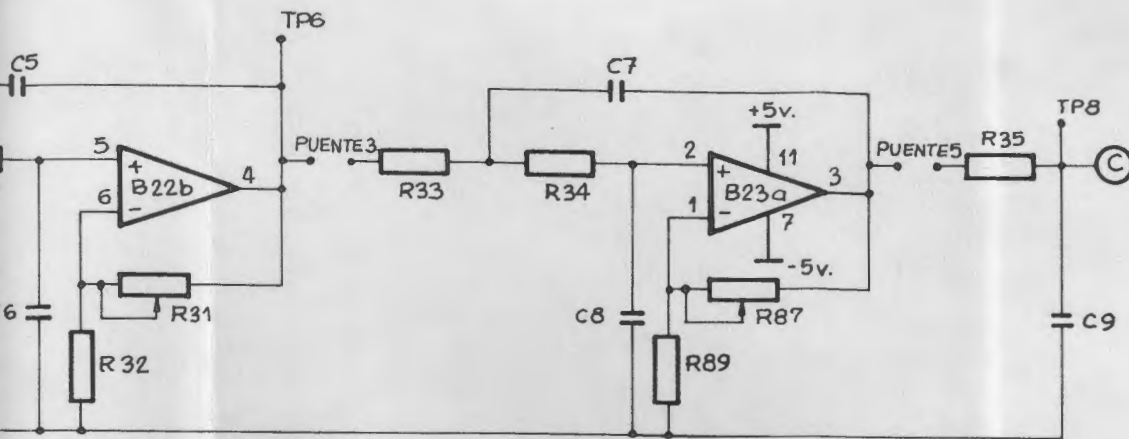 TP6
C5
C7
+5v.
TP8
PUENTE3
PUENTE5
R35
5
+
B22b
4
6
-
R33
R34
2
+
11
B23a
3
1
-
7
C
-5v.
R31
R87
6
C8
C9
R32
R89